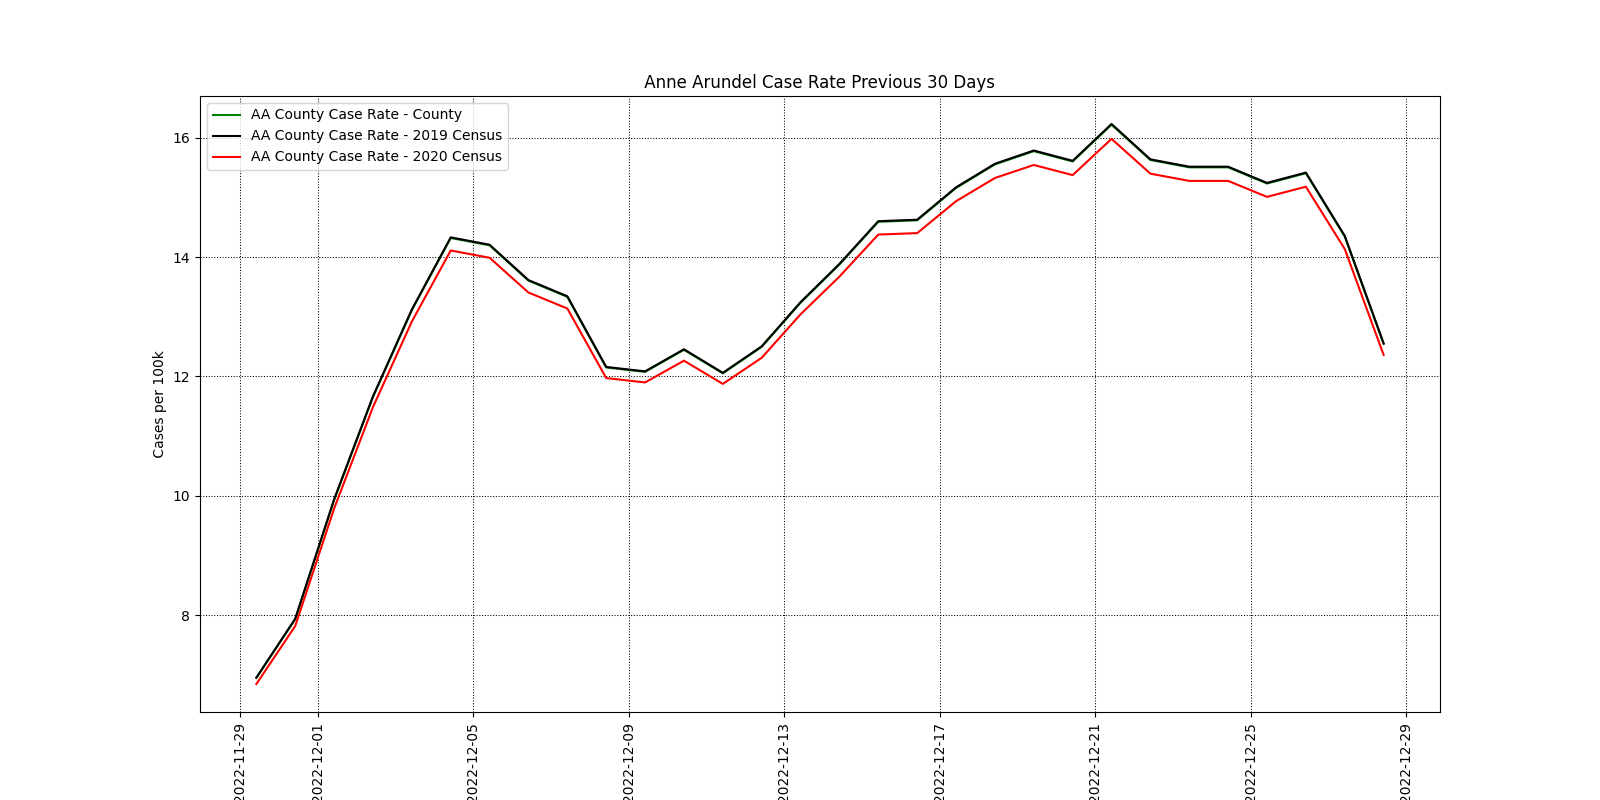 Anne Arundel Case Rate Previous 30 Days
AA County Case Rate - County
AA County Case Rate - 2019 Census
AA County Case Rate - 2020 Census
Cases per 100k
16
14
12
10
8
2022-11-29
2022-12-01
2022-12-05
2022-12-09
2022-12-13
2022-12-17
2022-12-21
2022-12-25
2022-12-29